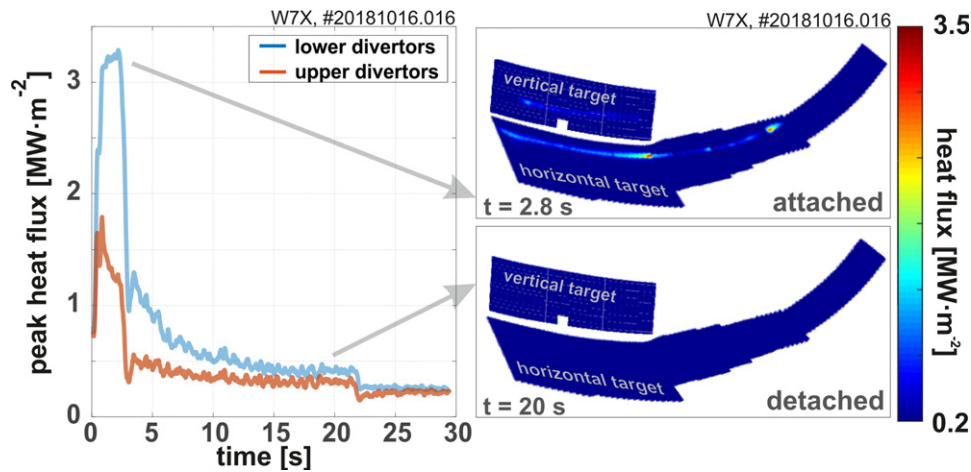 W7X, #20181016.016
lower divertors
upper divertors
peak heat flux [MW·m-2]
3
2
1
0
0 5 10 15 20 25 30
time [s]
W7X, #20181016.016
vertical target
horizontal target
t = 2.8 s
attached
vertical target
horizontal target
t = 20 s
detached
3.5
heat flux [MW·m-2]
0.2